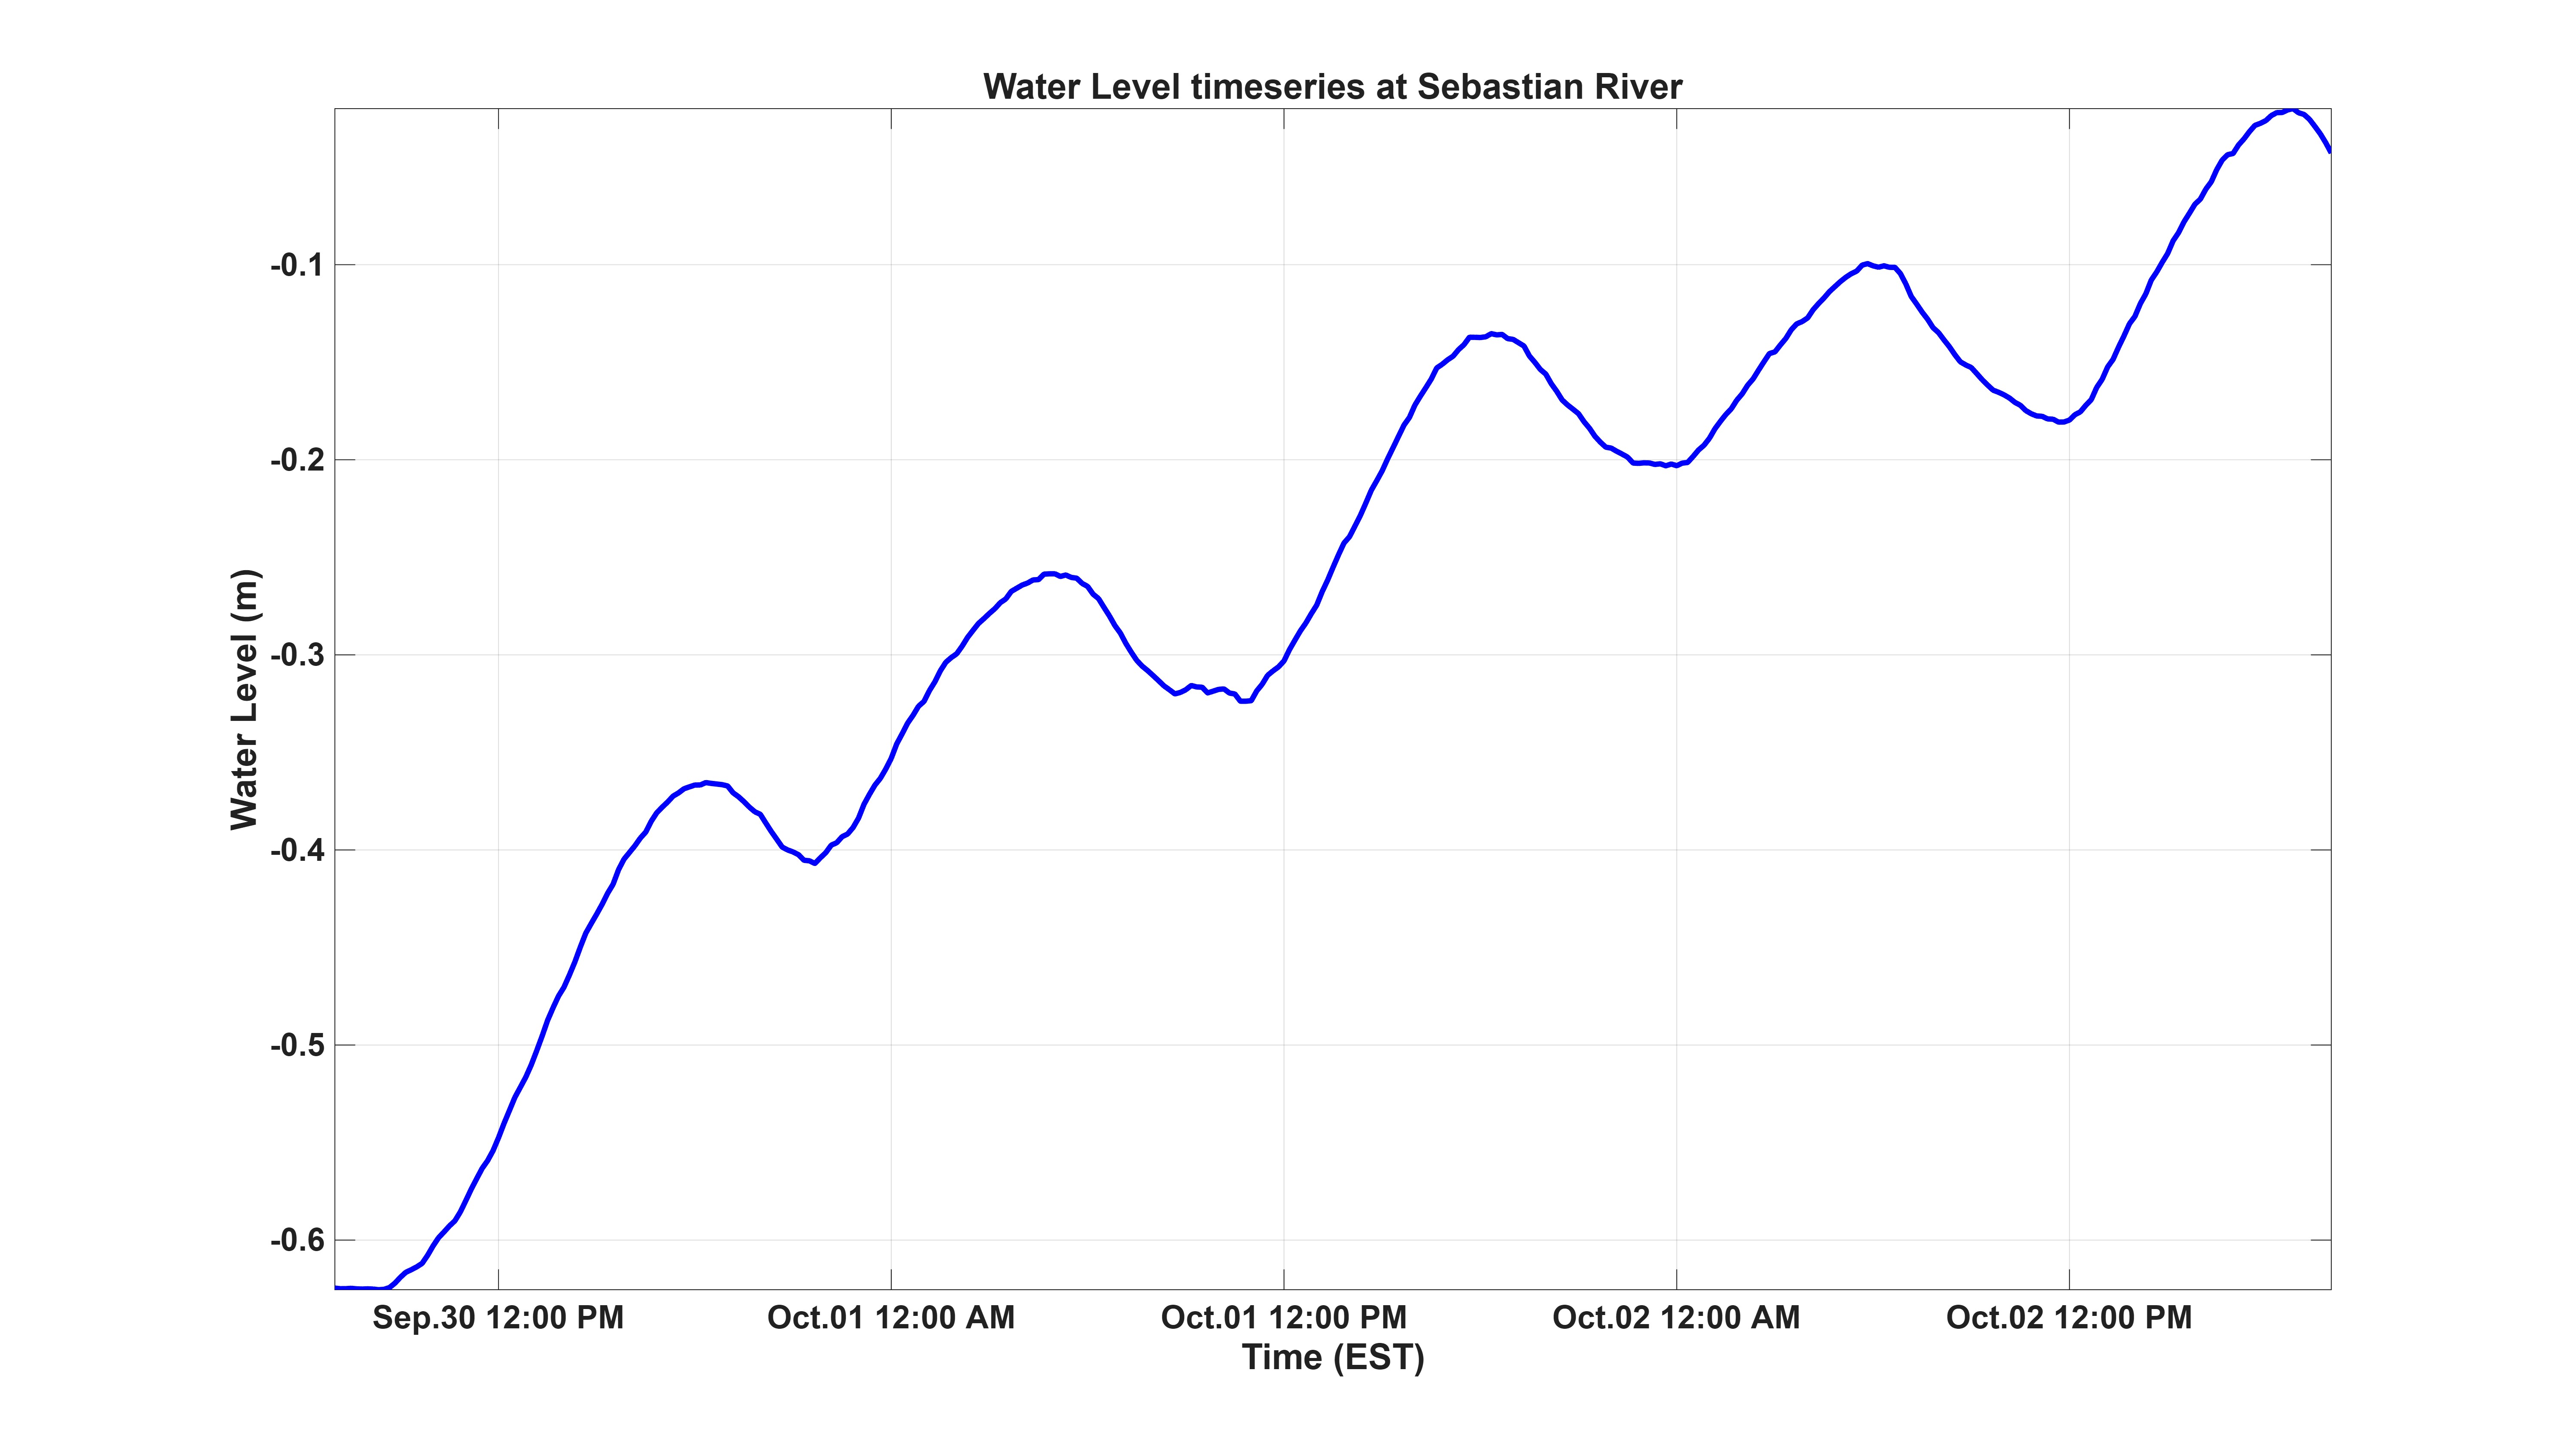 Water Level timeseries at Sebastian River
-0.1
-0.2
-0.3
-0.4
-0.5
-0.6
Water Level (m)
Sep.30 12:00 PM Oct.01 12:00 AM Oct.01 12:00 PM Oct.02 12:00 AM Oct.02 12:00 PM
Time (EST)